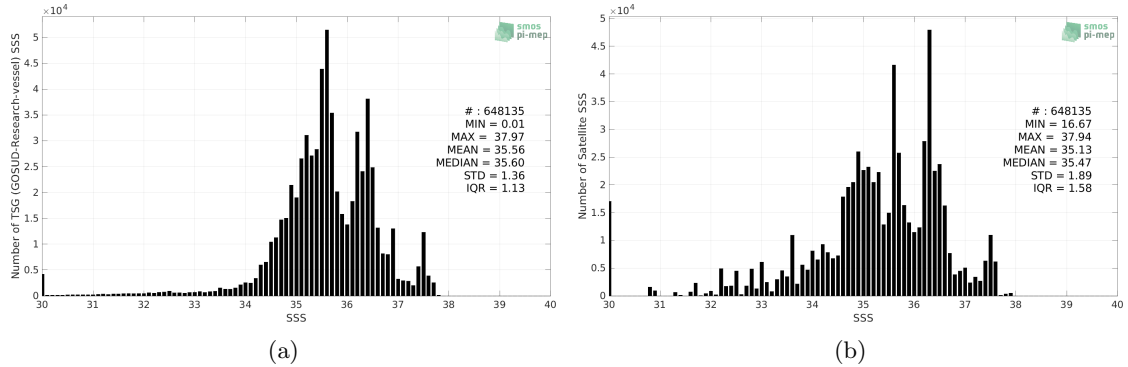 ×10⁴
5
4.5
4
3.5
3
2.5
2
1.5
1
0.5
0
Number of TSG (GOSUD-Research-vessel) SSS
30 31 32 33 34 35 36 37 38 39 40
SSS
smos
pi-mep
# : 648135
MIN = 0.01
MAX = 37.97
MEAN = 35.56
MEDIAN = 35.60
STD = 1.36
IQR = 1.13
(a)
×10⁴
5
4.5
4
3.5
3
2.5
2
1.5
1
0.5
0
Number of Satellite SSS
30 31 32 33 34 35 36 37 38 39 40
SSS
smos
pi-mep
# : 648135
MIN = 16.67
MAX = 37.94
MEAN = 35.13
MEDIAN = 35.47
STD = 1.89
IQR = 1.58
(b)